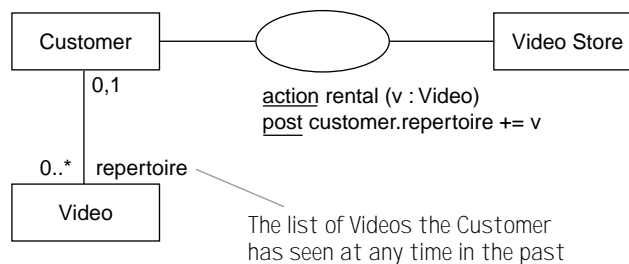 Customer
Video Store
0,1
action rental (v : Video)
post customer.repertoire += v
0..* repertoire
Video
The list of Videos the Customer
has seen at any time in the past